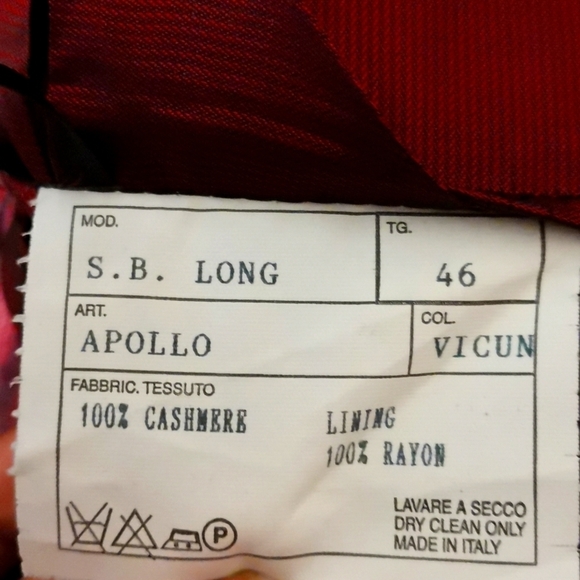 MOD.
S.B. LONG
TG.
46
ART.
APOLLO
COL.
VICUN
FABBRIC. TESSUTO
100% CASHMERE
LINING
100% RAYON
P
LAVARE A SECCO
DRY CLEAN ONLY
MADE IN ITALY